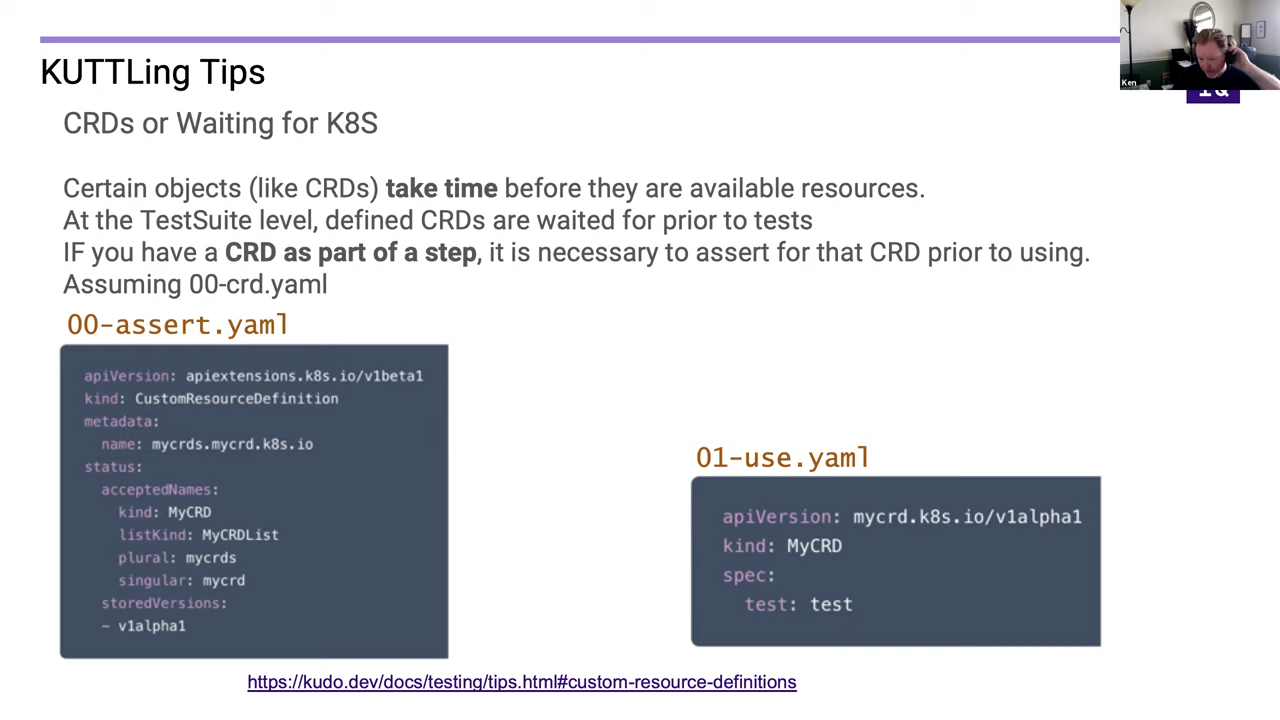 KUTTLing Tips
Ken
CRDs or Waiting for K8S
Certain objects (like CRDs) take time before they are available resources.
At the TestSuite level, defined CRDs are waited for prior to tests
IF you have a CRD as part of a step, it is necessary to assert for that CRD prior to using.
Assuming 00-crd.yaml
00-assert.yaml
apiVersion: apiextensions.k8s.io/v1beta1
kind: CustomResourceDefinition
metadata:
  name: mycrds.mycrd.k8s.io
status:
  acceptedNames:
    kind: MyCRD
    listKind: MyCRDList
    plural: mycrds
    singular: mycrd
  storedVersions:
  - v1alpha1
01-use.yaml
apiVersion: mycrd.k8s.io/v1alpha1
kind: MyCRD
spec:
  test: test
https://kudo.dev/docs/testing/tips.html#custom-resource-definitions